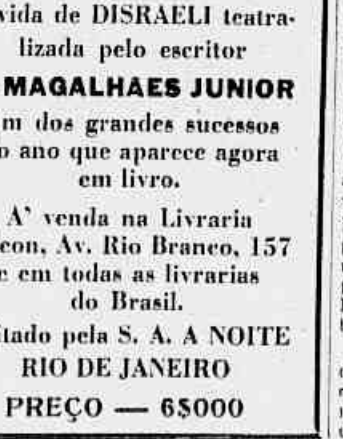 vida de DISRAELI teatra-
lizada pelo escritor
MAGALHÃES JUNIOR
m dos grandes sucessos
o ano que aparece agora
em livro.
A' venda na Livraria
con, Av. Rio Branco, 157
e em todas as livrarias
do Brasil.
itado pela S. A. A NOITE
RIO DE JANEIRO
PREÇO — 6$000